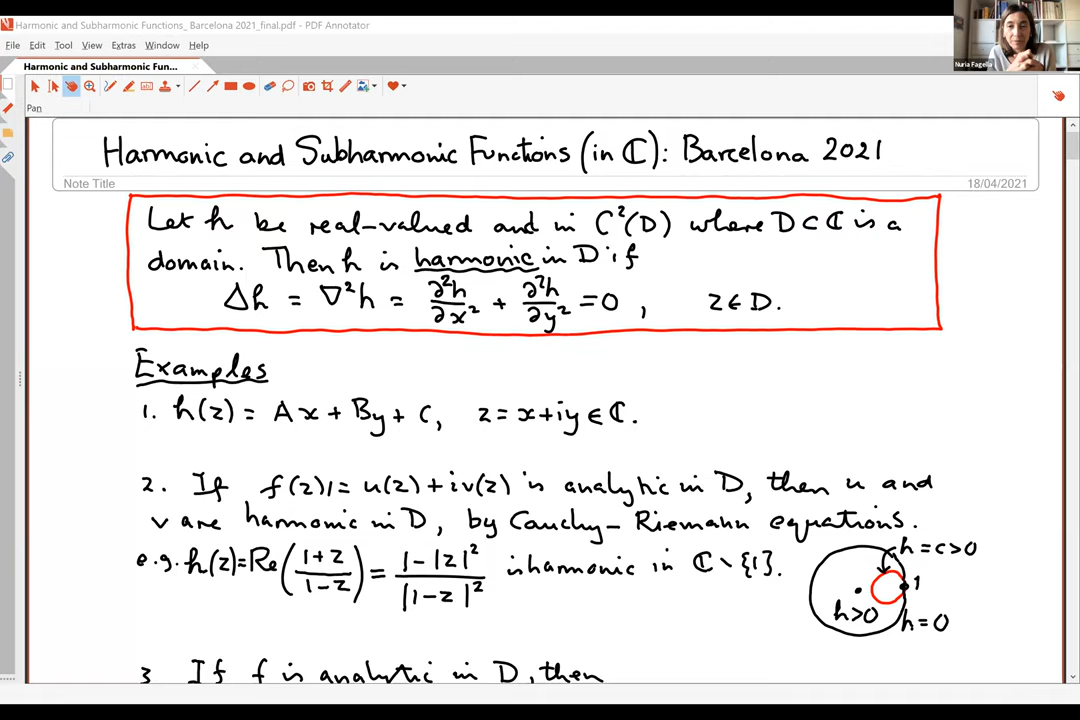 Harmonic and Subharmonic Functions_ Barcelona 2021_final.pdf - PDF Annotator
File Edit Tool View Extras Window Help
Harmonic and Subharmonic Fun...
Pan
Nuria Fagella
Harmonic and Subharmonic Functions (in ℂ): Barcelona 2021
Note Title 18/04/2021
Let h be real-valued and in C²(D) where D⊂ℂ is a
domain. Then h is harmonic in D if
Δh = ∇²h = ∂²h/∂x² + ∂²h/∂y² = 0, z∈D.
Examples
1. h(z) = Ax + By + C, z = x+iy ∈ ℂ.
2. If f(z) = u(z) + iv(z) is analytic in D, then u and
v are harmonic in D, by Cauchy-Riemann equations.
e.g. h(z) = Re((1+z)/(1-z)) = (1-|z|²)/|1-z|² is harmonic in ℂ∖{1}.
h = c>0
1
h>0
h=0
3 If f is analytic in D, then